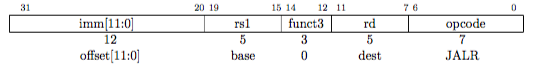 31 20 19 15 14 12 11 7 6 0
imm[11:0] rs1 funct3 rd opcode
12 5 3 5 7
offset[11:0] base 0 dest JALR